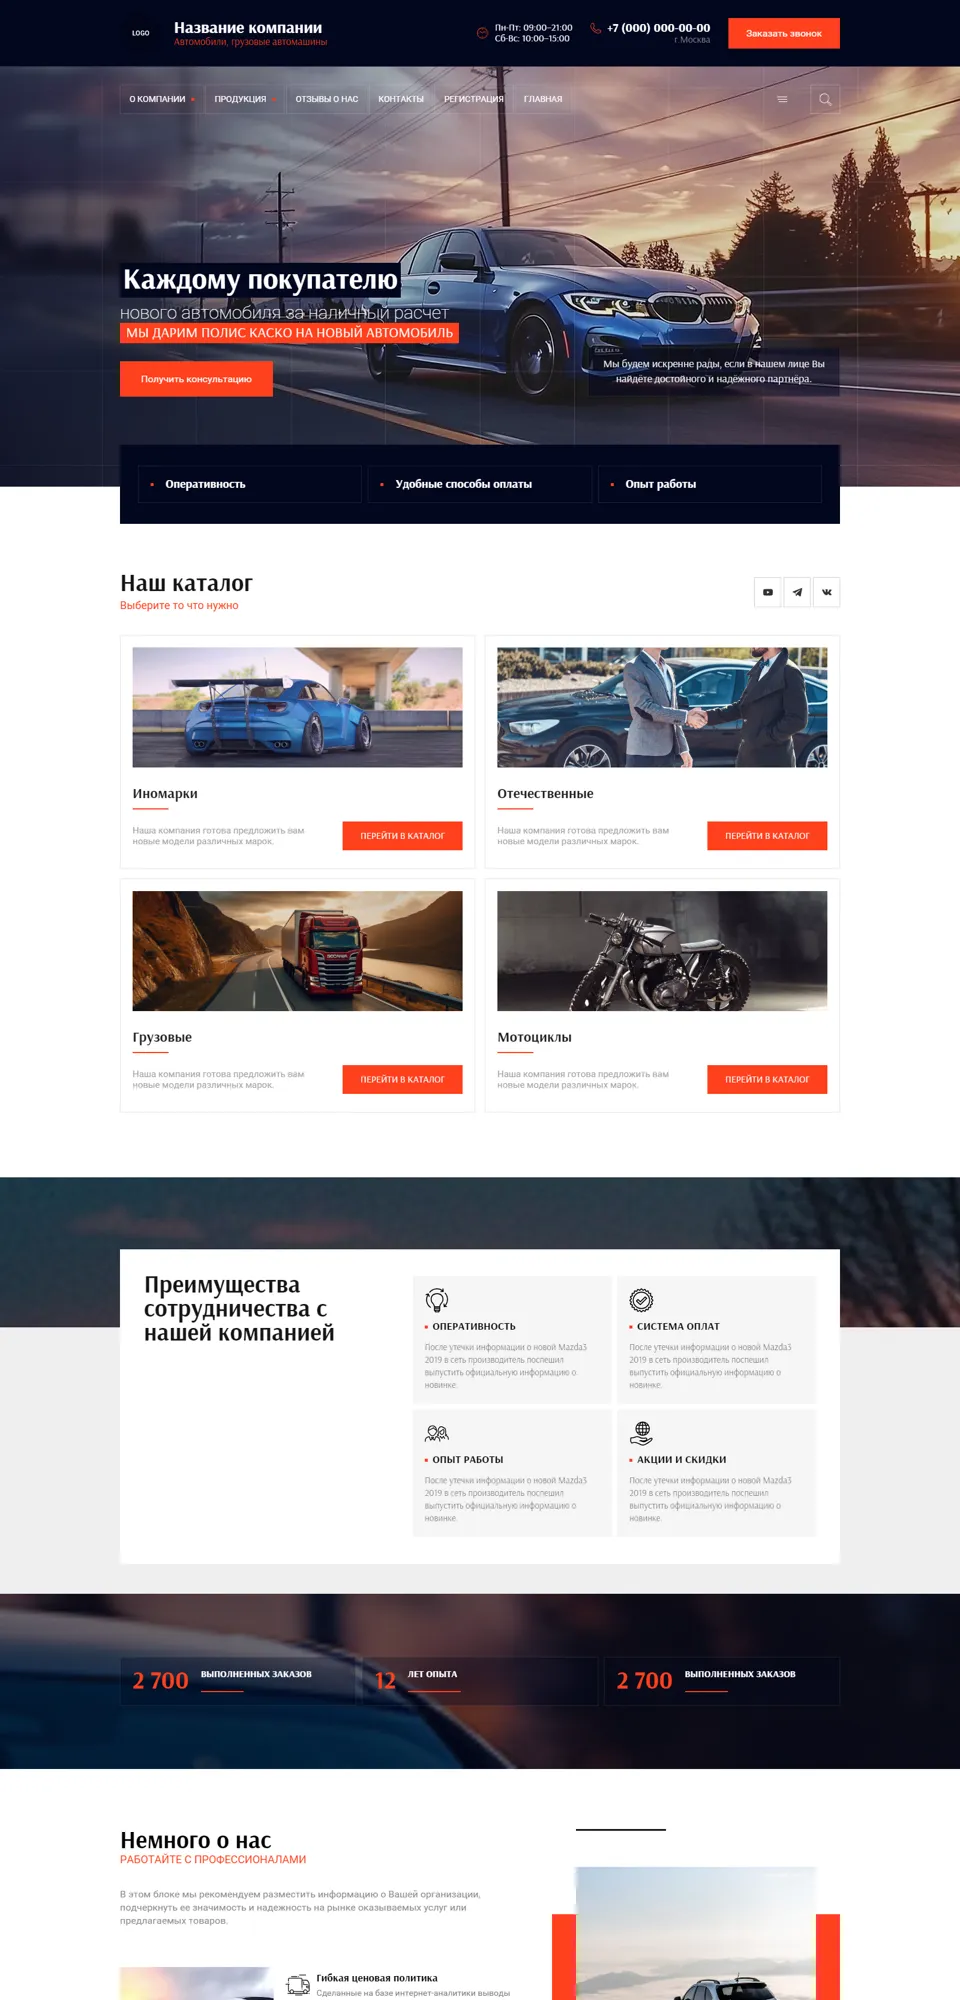 LOGO
Название компании
Автомобили, грузовые автомашины
Пн-Пт: 09:00–21:00
Сб-Вс: 10:00–15:00
+7 (000) 000-00-00
г.Москва
Заказать звонок
О КОМПАНИИ
ПРОДУКЦИЯ
ОТЗЫВЫ О НАС
КОНТАКТЫ
РЕГИСТРАЦИЯ
ГЛАВНАЯ
Каждому покупателю
нового автомобиля за наличный расчет
МЫ ДАРИМ ПОЛИС КАСКО НА НОВЫЙ АВТОМОБИЛЬ
Получить консультацию
Мы будем искренне рады, если в нашем лице Вы
найдёте достойного и надёжного партнёра.
Оперативность
Удобные способы оплаты
Опыт работы
Наш каталог
Выберите то что нужно
Иномарки
Наша компания готова предложить вам
новые модели различных марок.
ПЕРЕЙТИ В КАТАЛОГ
Отечественные
Наша компания готова предложить вам
новые модели различных марок.
ПЕРЕЙТИ В КАТАЛОГ
SCANIA
Грузовые
Наша компания готова предложить вам
новые модели различных марок.
ПЕРЕЙТИ В КАТАЛОГ
Мотоциклы
Наша компания готова предложить вам
новые модели различных марок.
ПЕРЕЙТИ В КАТАЛОГ
Преимущества
сотрудничества с
нашей компанией
ОПЕРАТИВНОСТЬ
После утечки информации о новой Mazda3
2019 в сеть производитель поспешил
выпустить официальную информацию о
новинке.
СИСТЕМА ОПЛАТ
После утечки информации о новой Mazda3
2019 в сеть производитель поспешил
выпустить официальную информацию о
новинке.
ОПЫТ РАБОТЫ
После утечки информации о новой Mazda3
2019 в сеть производитель поспешил
выпустить официальную информацию о
новинке.
АКЦИИ И СКИДКИ
После утечки информации о новой Mazda3
2019 в сеть производитель поспешил
выпустить официальную информацию о
новинке.
2 700
ВЫПОЛНЕННЫХ ЗАКАЗОВ
12
ЛЕТ ОПЫТА
2 700
ВЫПОЛНЕННЫХ ЗАКАЗОВ
Немного о нас
РАБОТАЙТЕ С ПРОФЕССИОНАЛАМИ
В этом блоке мы рекомендуем разместить информацию о Вашей организации,
подчеркнуть ее значимость и надежность на рынке оказываемых услуг или
предлагаемых товаров.
Гибкая ценовая политика
Сделанные на базе интернет-аналитики выводы